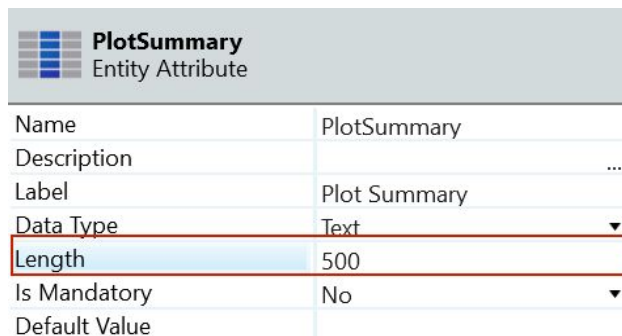 PlotSummary
Entity Attribute
Name PlotSummary
Description ...
Label Plot Summary
Data Type Text
Length 500
Is Mandatory No
Default Value